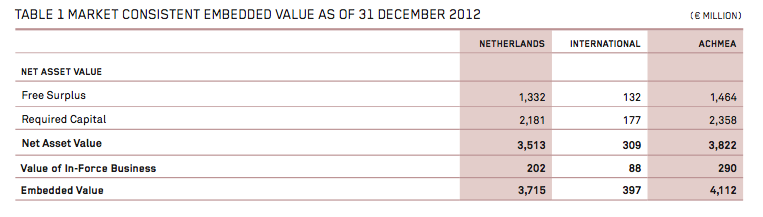 TABLE 1 MARKET CONSISTENT EMBEDDED VALUE AS OF 31 DECEMBER 2012 (€ MILLION)
NETHERLANDS INTERNATIONAL ACHMEA
NET ASSET VALUE
Free Surplus 1,332 132 1,464
Required Capital 2,181 177 2,358
Net Asset Value 3,513 309 3,822
Value of In-Force Business 202 88 290
Embedded Value 3,715 397 4,112